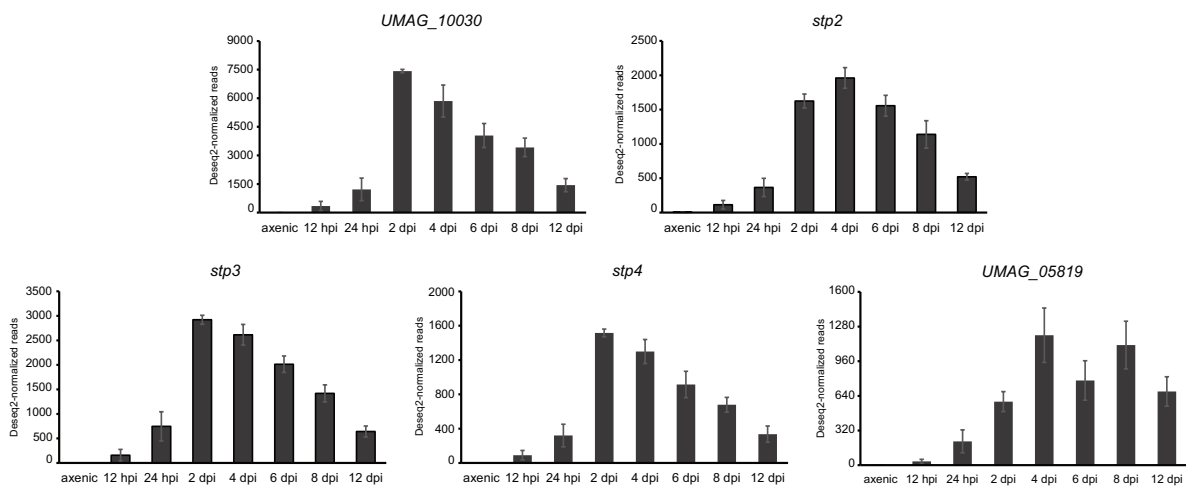 UMAG_10030
Deseq2-normalized reads
9000
7500
6000
4500
3000
1500
0
axenic 12 hpi 24 hpi 2 dpi 4 dpi 6 dpi 8 dpi 12 dpi
stp2
Deseq2-normalized reads
2500
2000
1500
1000
500
0
axenic 12 hpi 24 hpi 2 dpi 4 dpi 6 dpi 8 dpi 12 dpi
stp3
Deseq2-normalized reads
3500
3000
2500
2000
1500
1000
500
0
axenic 12 hpi 24 hpi 2 dpi 4 dpi 6 dpi 8 dpi 12 dpi
stp4
Deseq2-normalized reads
2000
1600
1200
800
400
0
axenic 12 hpi 24 hpi 2 dpi 4 dpi 6 dpi 8 dpi 12 dpi
UMAG_05819
Deseq2-normalized reads
1600
1280
960
640
320
0
axenic 12 hpi 24 hpi 2 dpi 4 dpi 6 dpi 8 dpi 12 dpi